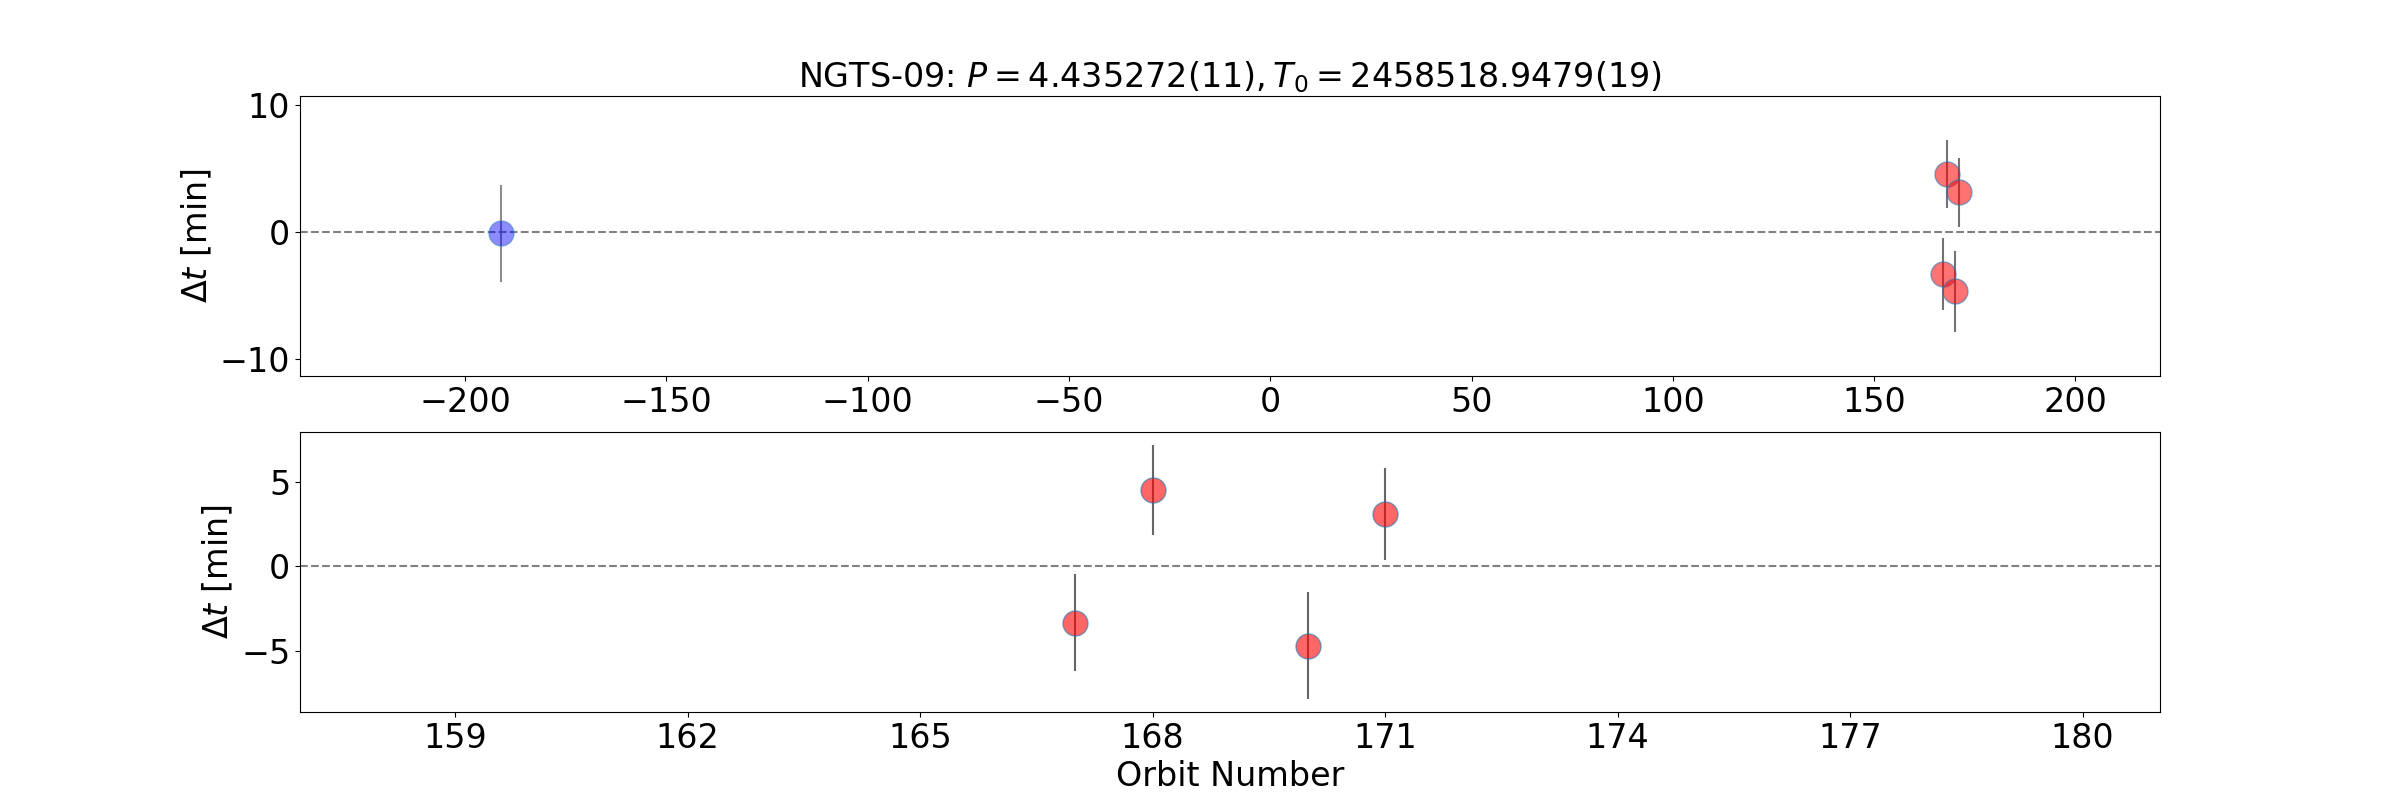 NGTS-09: P = 4.435272(11), T₀ = 2458518.9479(19)
Δt [min]
10
0
−10
−200 −150 −100 −50 0 50 100 150 200
Δt [min]
5
0
−5
159 162 165 168 171 174 177 180
Orbit Number